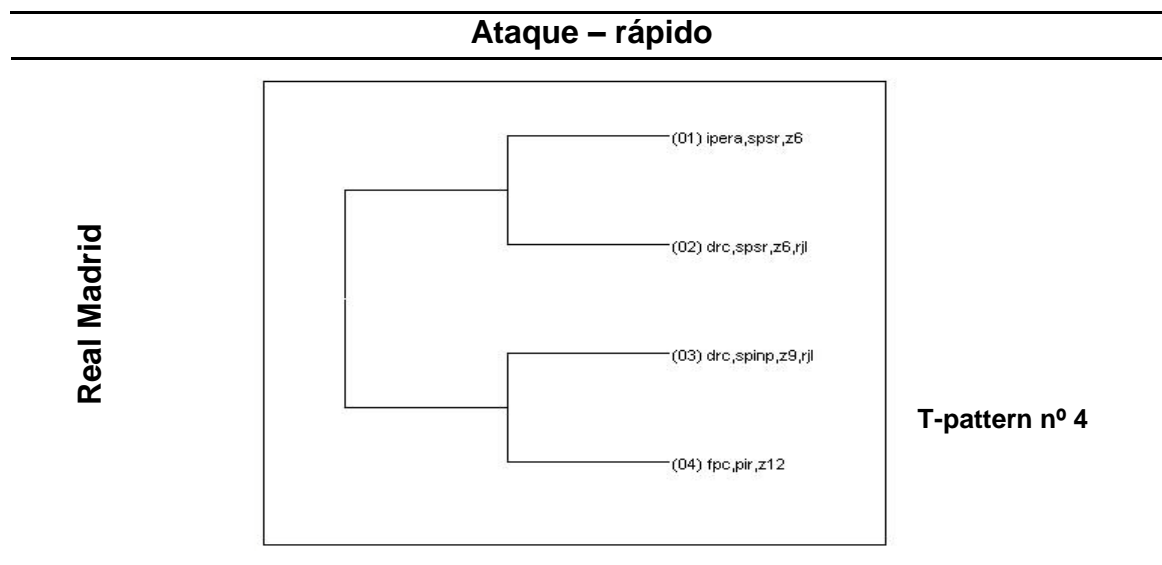 Ataque – rápido
Real Madrid
(01) ipera,spsr,z6
(02) drc,spsr,z6,rjl
(03) drc,spinp,z9,rjl
(04) fpc,pir,z12
T-pattern nº 4